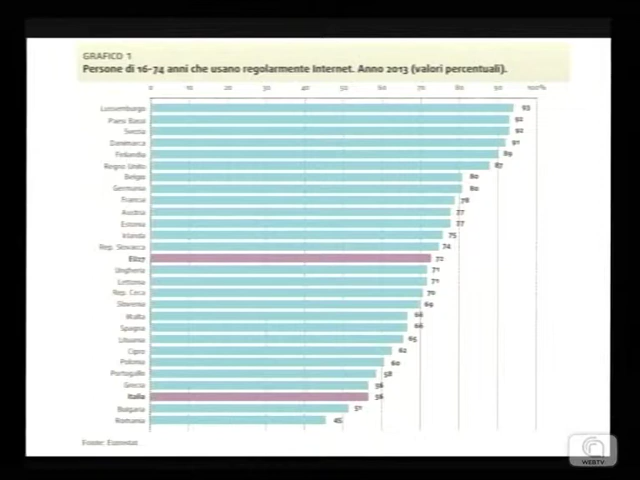 GRAFICO 1
Persone di 16-74 anni che usano regolarmente Internet. Anno 2013 (valori percentuali).
0 10 20 30 40 50 60 70 80 90 100%
Lussemburgo 93
Paesi Bassi 92
Svezia 92
Danimarca 91
Finlandia 89
Regno Unito 87
Belgio 80
Germania 80
Francia 78
Austria 77
Estonia 77
Irlanda 75
Rep. Slovacca 74
EU27 72
Ungheria 71
Lettonia 71
Rep. Ceca 70
Slovenia 69
Malta 66
Spagna 66
Lituania 65
Cipro 62
Polonia 60
Portogallo 58
Grecia 56
Italia 56
Bulgaria 51
Romania 45
Fonte: Eurostat
WEBTV